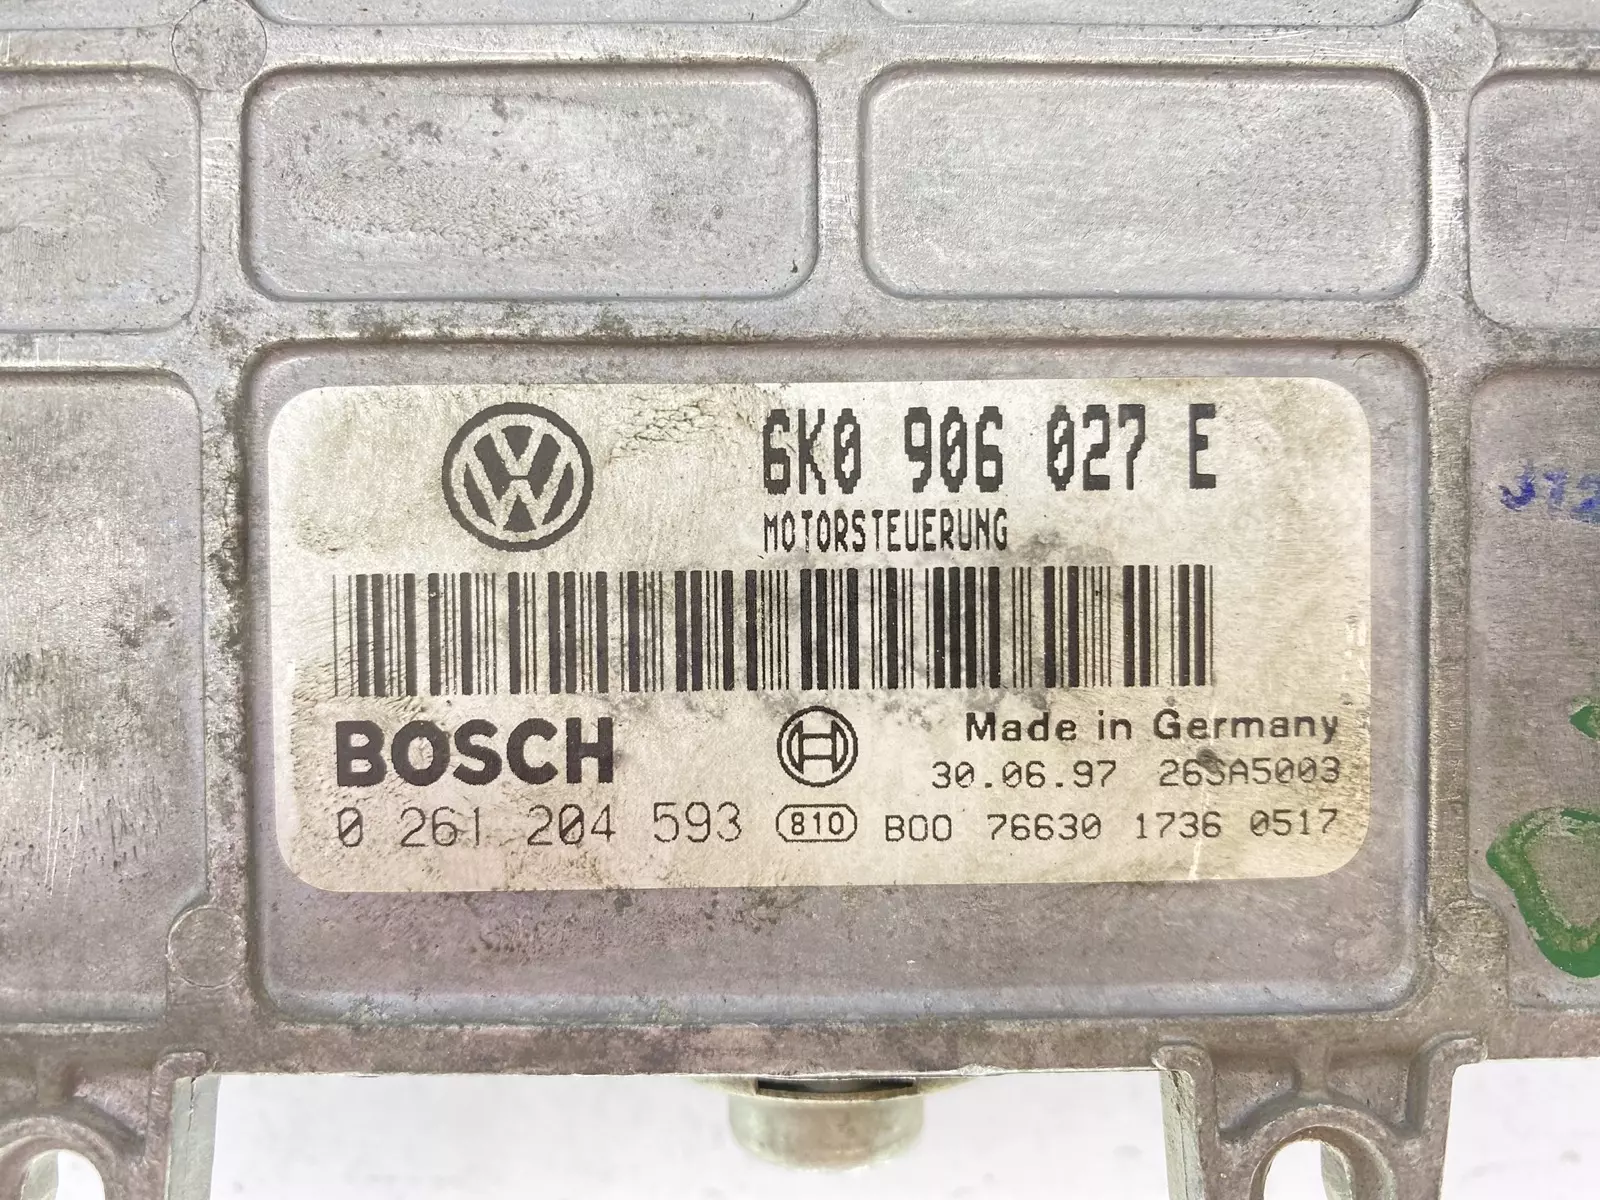 6K0 906 027 E
MOTORSTEUERUNG
BOSCH
Made in Germany
30.06.97 26SA5003
0 261 204 593 810 B00 76630 1736 0517